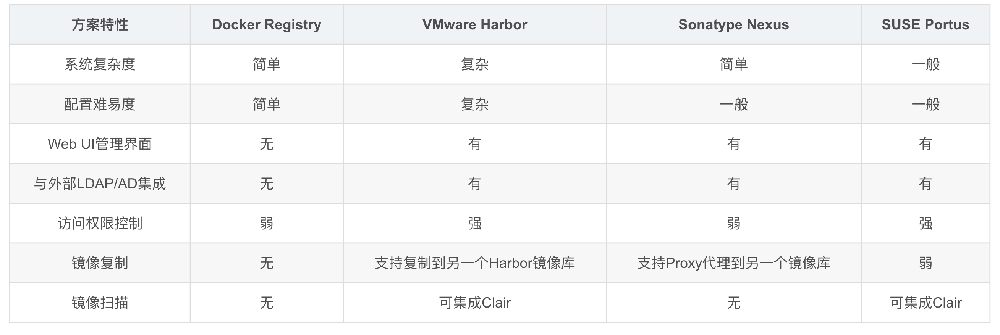 方案特性 Docker Registry VMware Harbor Sonatype Nexus SUSE Portus
系统复杂度 简单 复杂 简单 一般
配置难易度 简单 复杂 一般 一般
Web UI管理界面 无 有 有 有
与外部LDAP/AD集成 无 有 有 有
访问权限控制 弱 强 弱 强
镜像复制 无 支持复制到另一个Harbor镜像库 支持Proxy代理到另一个镜像库 弱
镜像扫描 无 可集成Clair 无 可集成Clair